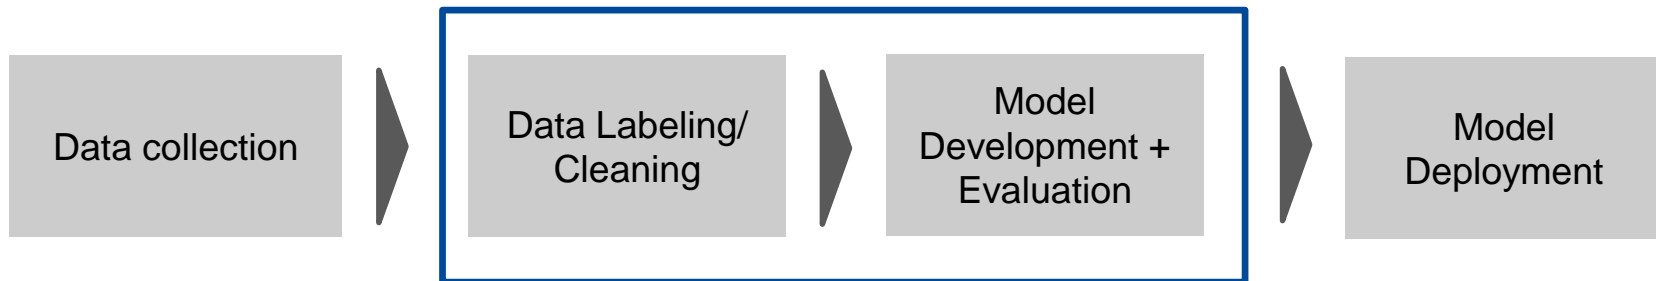 Data collection
Data Labeling/
Cleaning
Model
Development +
Evaluation
Model
Deployment